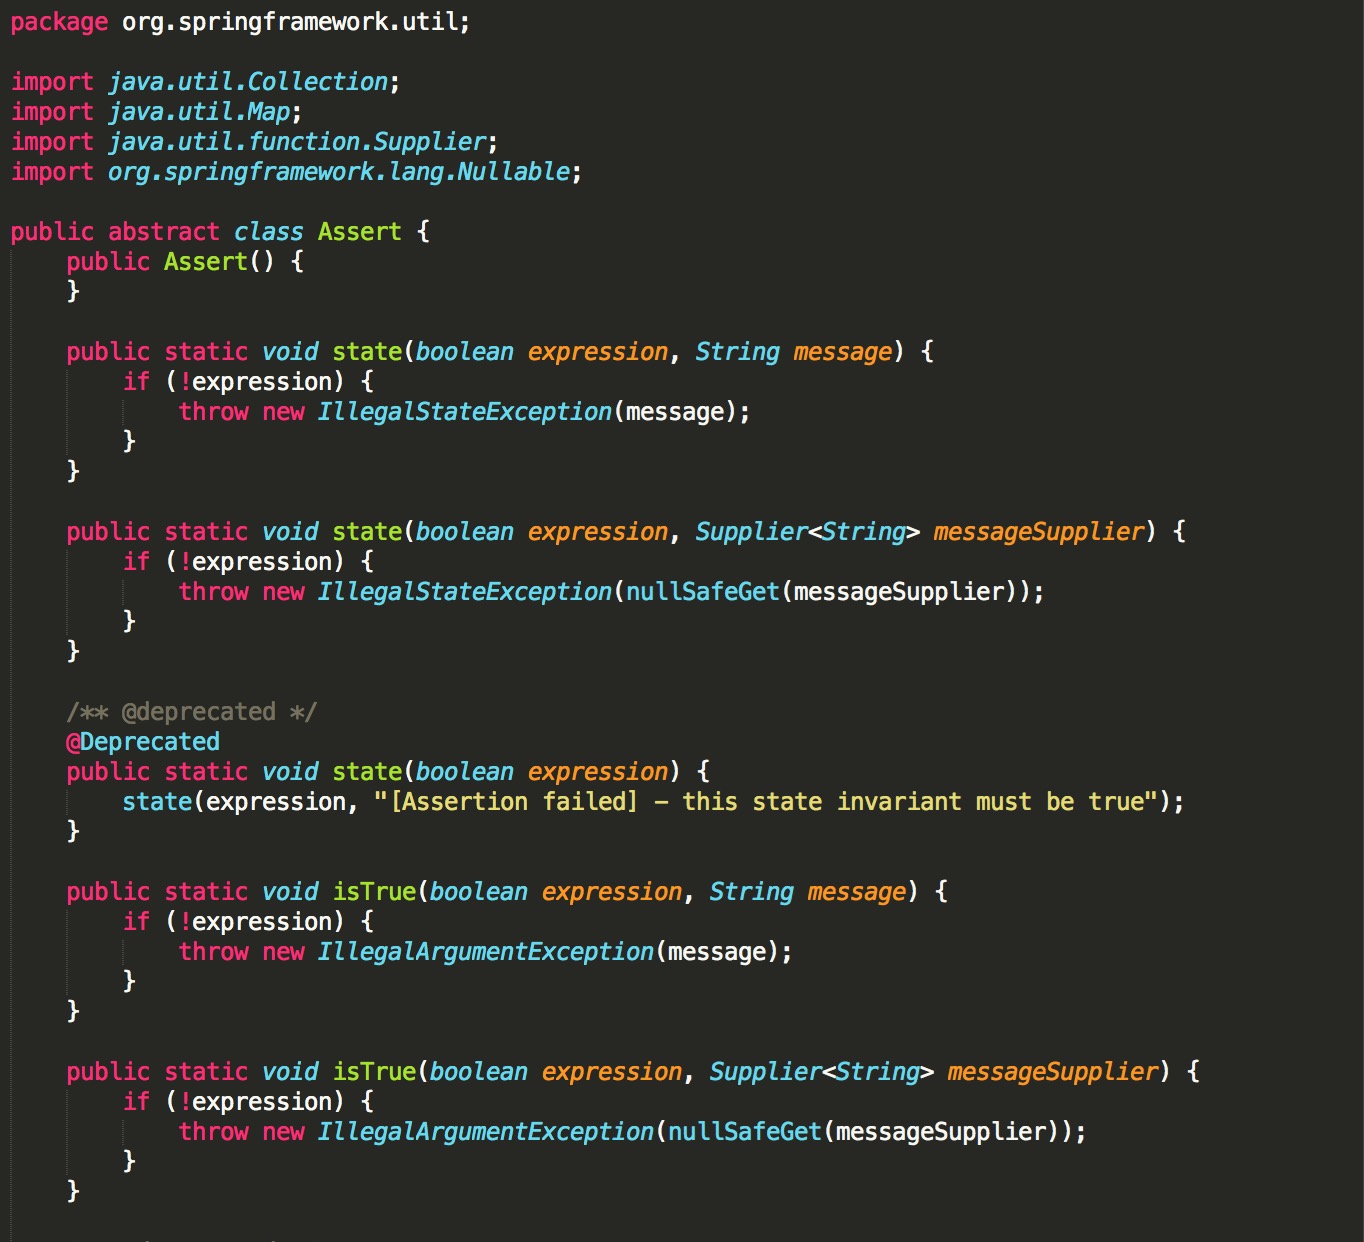 package org.springframework.util;

import java.util.Collection;
import java.util.Map;
import java.util.function.Supplier;
import org.springframework.lang.Nullable;

public abstract class Assert {
    public Assert() {
    }

    public static void state(boolean expression, String message) {
        if (!expression) {
            throw new IllegalStateException(message);
        }
    }

    public static void state(boolean expression, Supplier<String> messageSupplier) {
        if (!expression) {
            throw new IllegalStateException(nullSafeGet(messageSupplier));
        }
    }

    /** @deprecated */
    @Deprecated
    public static void state(boolean expression) {
        state(expression, "[Assertion failed] - this state invariant must be true");
    }

    public static void isTrue(boolean expression, String message) {
        if (!expression) {
            throw new IllegalArgumentException(message);
        }
    }

    public static void isTrue(boolean expression, Supplier<String> messageSupplier) {
        if (!expression) {
            throw new IllegalArgumentException(nullSafeGet(messageSupplier));
        }
    }